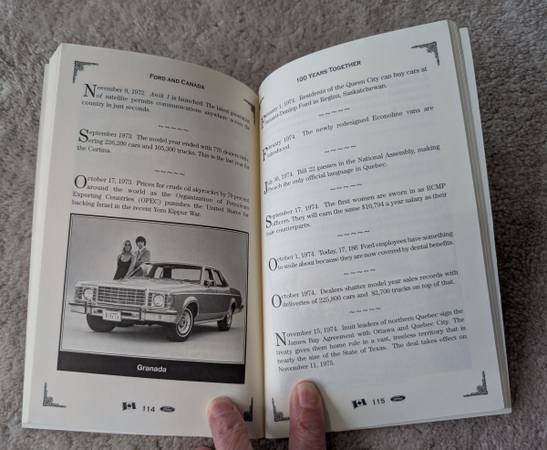 FORD AND CANADA
November 9, 1972. Anik I is launched. The latest generation
of satellite permits communications anywhere across the
country in just seconds.
~~~~~
September 1973. The model year ended with 770 dealers
ering 226,200 cars and 105,300 trucks. This is the last year for
the Cortina.
~~~~~
October 17, 1973. Prices for crude oil skyrocket by 70 percent
around the world as the Organization of Petroleum
Exporting Countries (OPEC) punishes the United States for
backing Israel in the recent Yom Kippur War.
Granada
114
Ford
100 YEARS TOGETHER
1, 1974. Residents of the Queen City can buy cars at
Dunlop Ford in Regina, Saskatchewan.
~~~~~
1974. The newly redesigned Econoline vans are
~~~~~
July 30, 1974. Bill 22 passes in the National Assembly, making
French the only official language in Quebec.
~~~~~
September 17, 1974. The first women are sworn in as RCMP
officers. They will earn the same $10,794 a year salary as their
male counterparts.
~~~~~
October 1, 1974. Today, 17,186 Ford employees have something
to smile about because they are now covered by dental benefits.
~~~~~
October 1974. Dealers shatter model year sales records with
deliveries of 225,800 cars and 81,700 trucks on top of that.
~~~~~
November 15, 1974. Inuit leaders of northern Quebec sign the
James Bay Agreement with Ottawa and Quebec City. The
treaty gives them home rule in a vast, treeless territory that is
nearly the size of the State of Texas. The deal takes effect on
November 11, 1975.
115
Ford